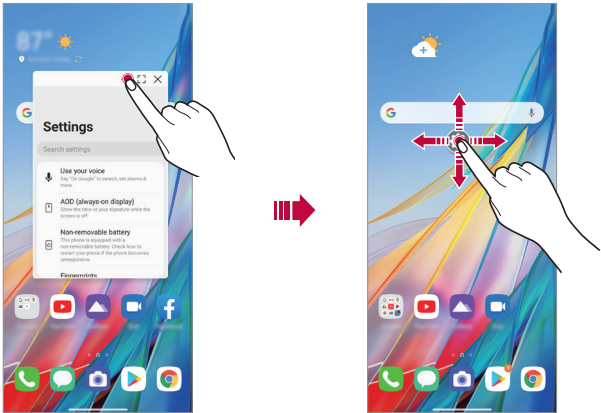 87°
Settings
Search settings
Use your voice
Say "Ok Google" to search, set alarms &
more
AOD (always-on display)
Show the time or your signature while the
screen is off
Non-removable battery
This phone is equipped with a
non-removable battery. Check how to
restart your phone if the phone becomes
unresponsive.
Fingerprints